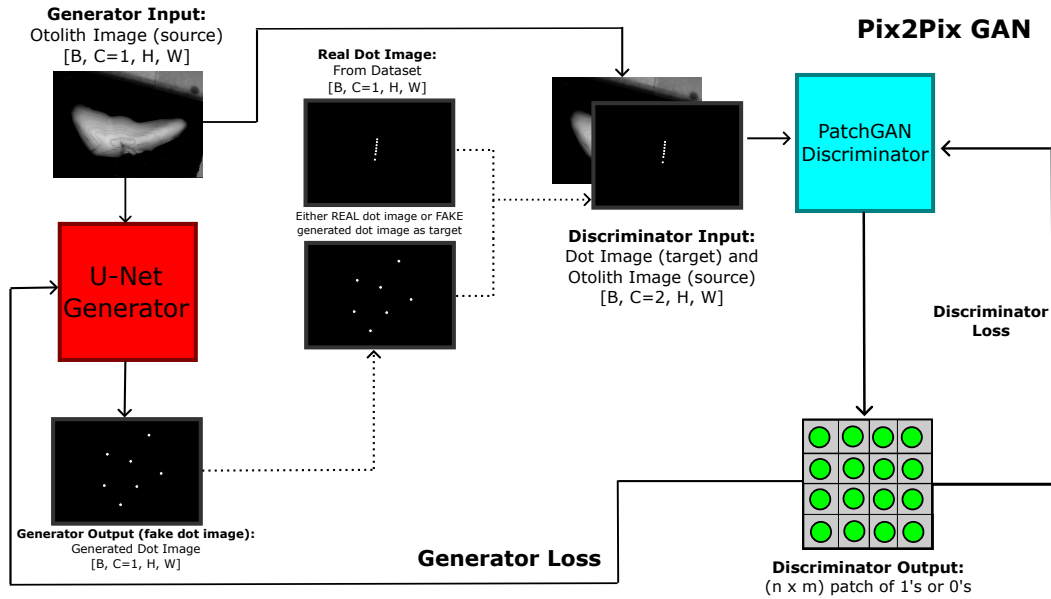 Generator Input:
Otolith Image (source)
[B, C=1, H, W]
Pix2Pix GAN
Real Dot Image:
From Dataset
[B, C=1, H, W]
PatchGAN
Discriminator
Either REAL dot image or FAKE
generated dot image as target
Discriminator Input:
Dot Image (target) and
Otolith Image (source)
[B, C=2, H, W]
U-Net
Generator
Discriminator
Loss
Generator Output (fake dot image):
Generated Dot Image
[B, C=1, H, W]
Generator Loss
Discriminator Output:
(n x m) patch of 1's or 0's